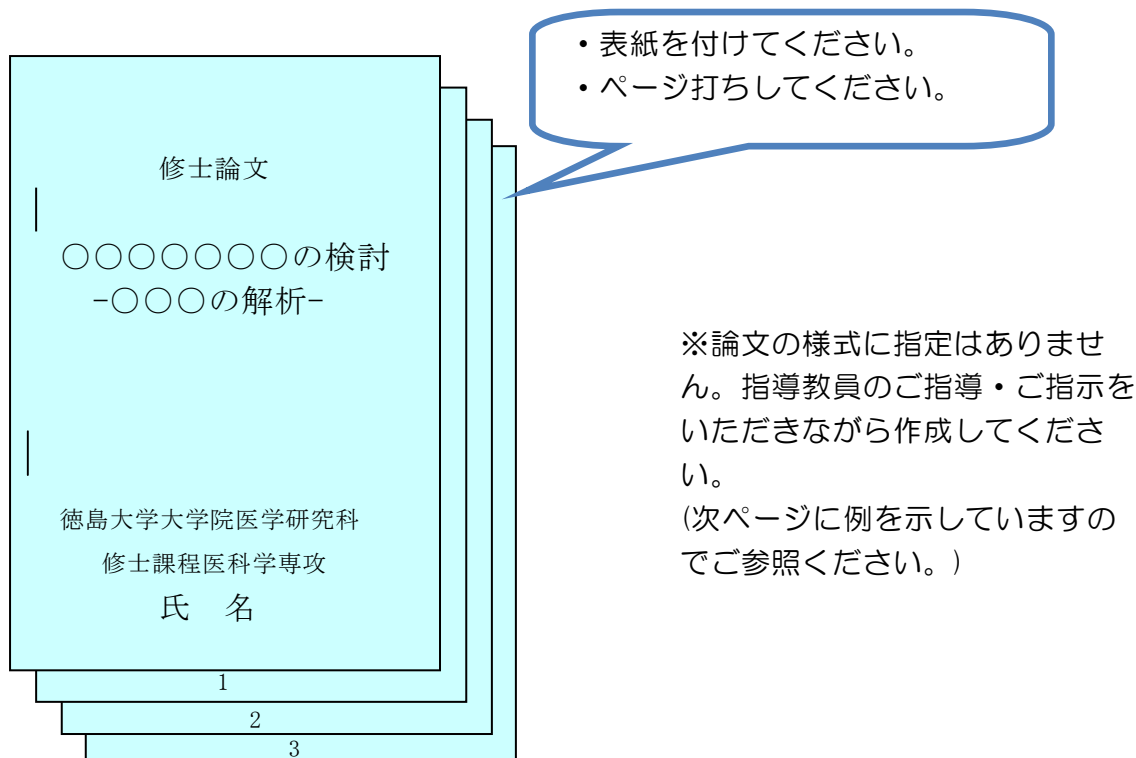 ・表紙を付けてください。
・ページ打ちしてください。
修士論文
○○○○○○○の検討
-○○○の解析-
徳島大学大学院医学研究科
修士課程医科学専攻
氏　名
1
2
3
※論文の様式に指定はありませ
ん。指導教員のご指導・ご指示を
いただきながら作成してくださ
い。
(次ページに例を示していますの
でご参照ください。)